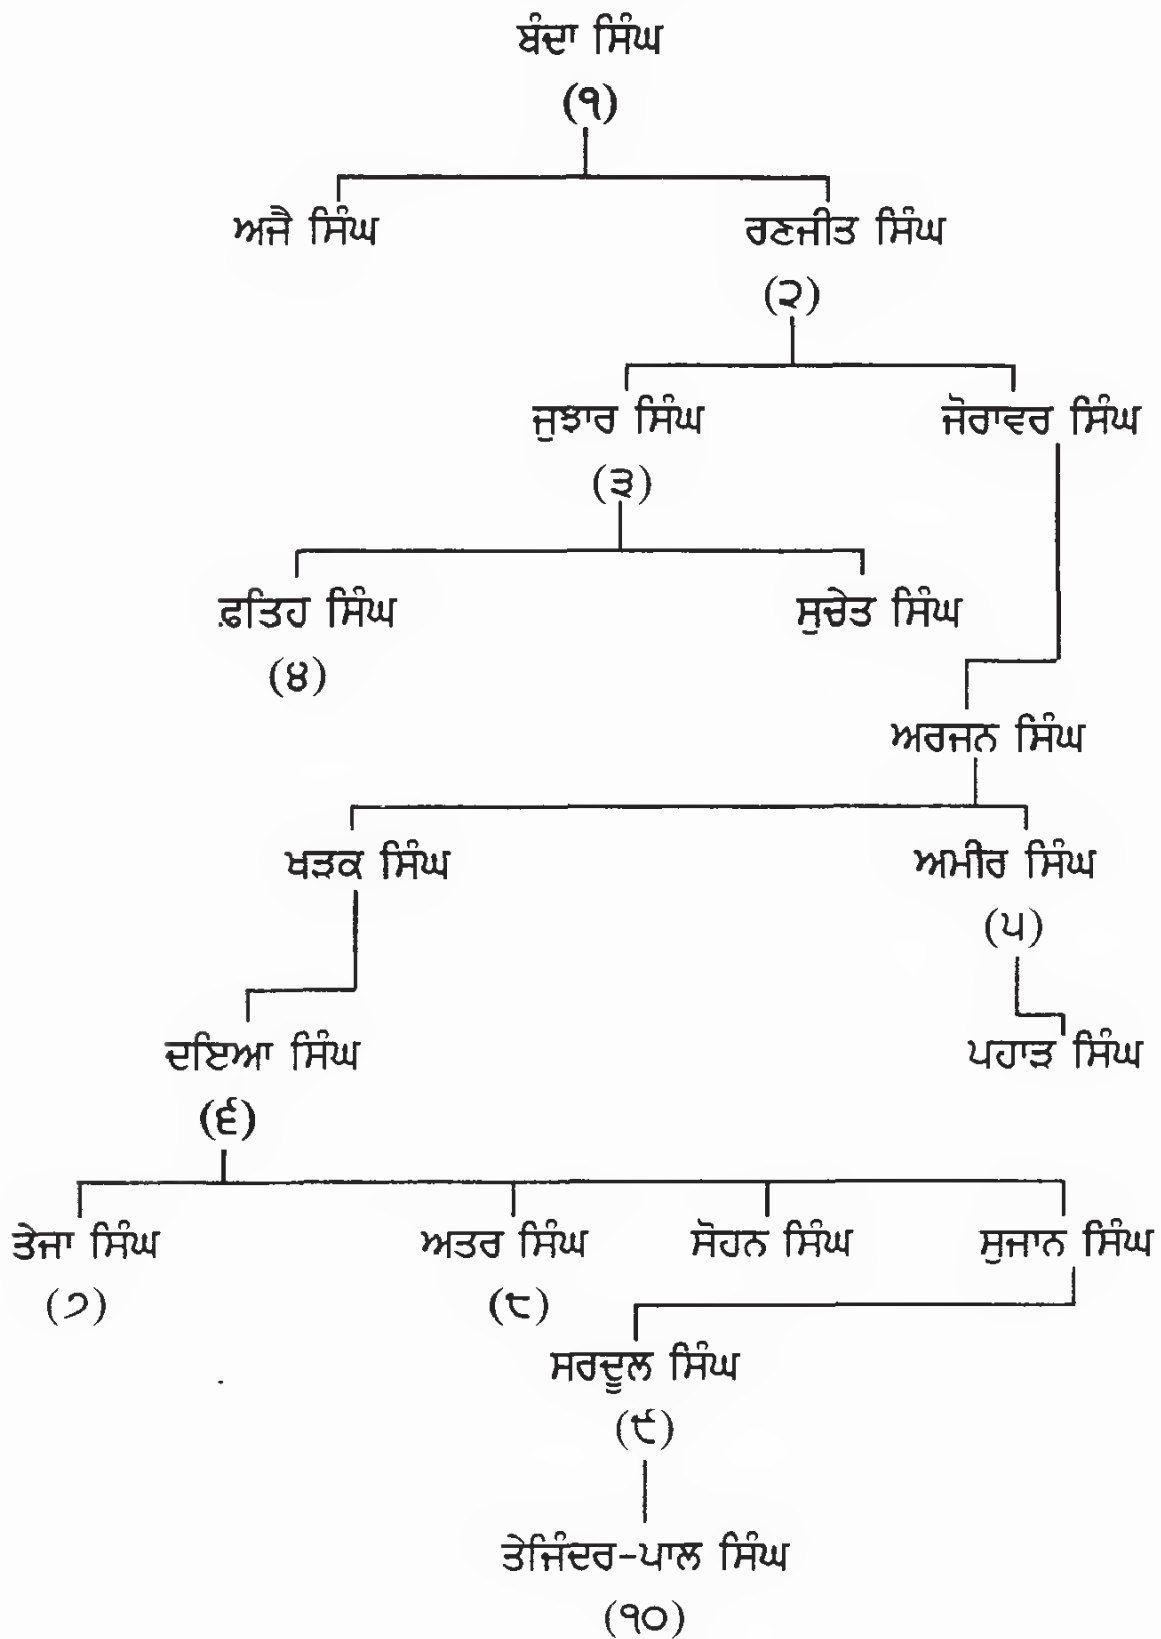 ਬੰਦਾ ਸਿੰਘ
(੧)
ਅਜੈ ਸਿੰਘ ਰਣਜੀਤ ਸਿੰਘ
(੨)
ਜੁਝਾਰ ਸਿੰਘ ਜੋਰਾਵਰ ਸਿੰਘ
(੩)
ਫ਼ਤਿਹ ਸਿੰਘ ਸੁਚੇਤ ਸਿੰਘ
(੪)
ਅਰਜਨ ਸਿੰਘ
ਖੜਕ ਸਿੰਘ ਅਮੀਰ ਸਿੰਘ
(੫)
ਦਇਆ ਸਿੰਘ ਪਹਾੜ ਸਿੰਘ
(੬)
ਤੇਜਾ ਸਿੰਘ ਅਤਰ ਸਿੰਘ ਸੋਹਨ ਸਿੰਘ ਸੁਜਾਨ ਸਿੰਘ
(੭) (੮)
ਸਰਦੂਲ ਸਿੰਘ
(੯)
ਤੇਜਿੰਦਰ-ਪਾਲ ਸਿੰਘ
(੧੦)